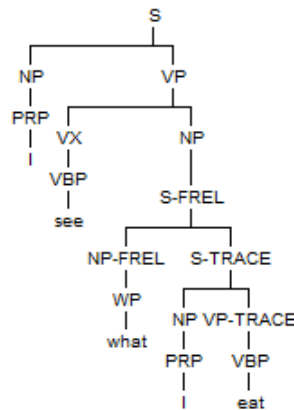 S
NP VP
PRP VX NP
I VBP
see S-FREL
NP-FREL S-TRACE
WP NP VP-TRACE
what PRP VBP
I eat